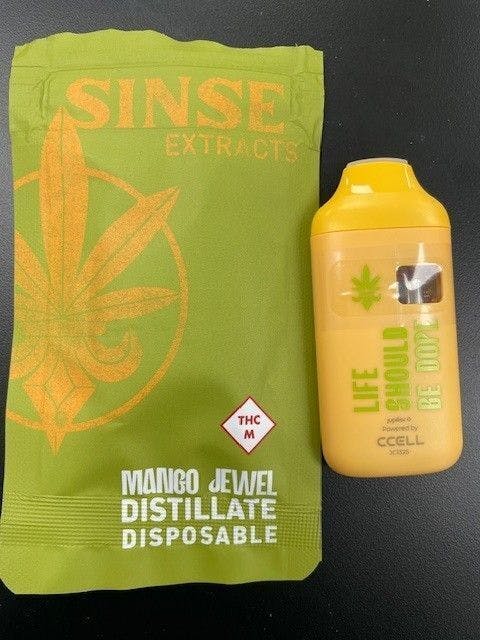 SINSE
EXTRACTS
THC
M
MANGO JEWEL
DISTILLATE
DISPOSABLE
LIFE
SHOULD
BE DOPE
Powered by
CCELL